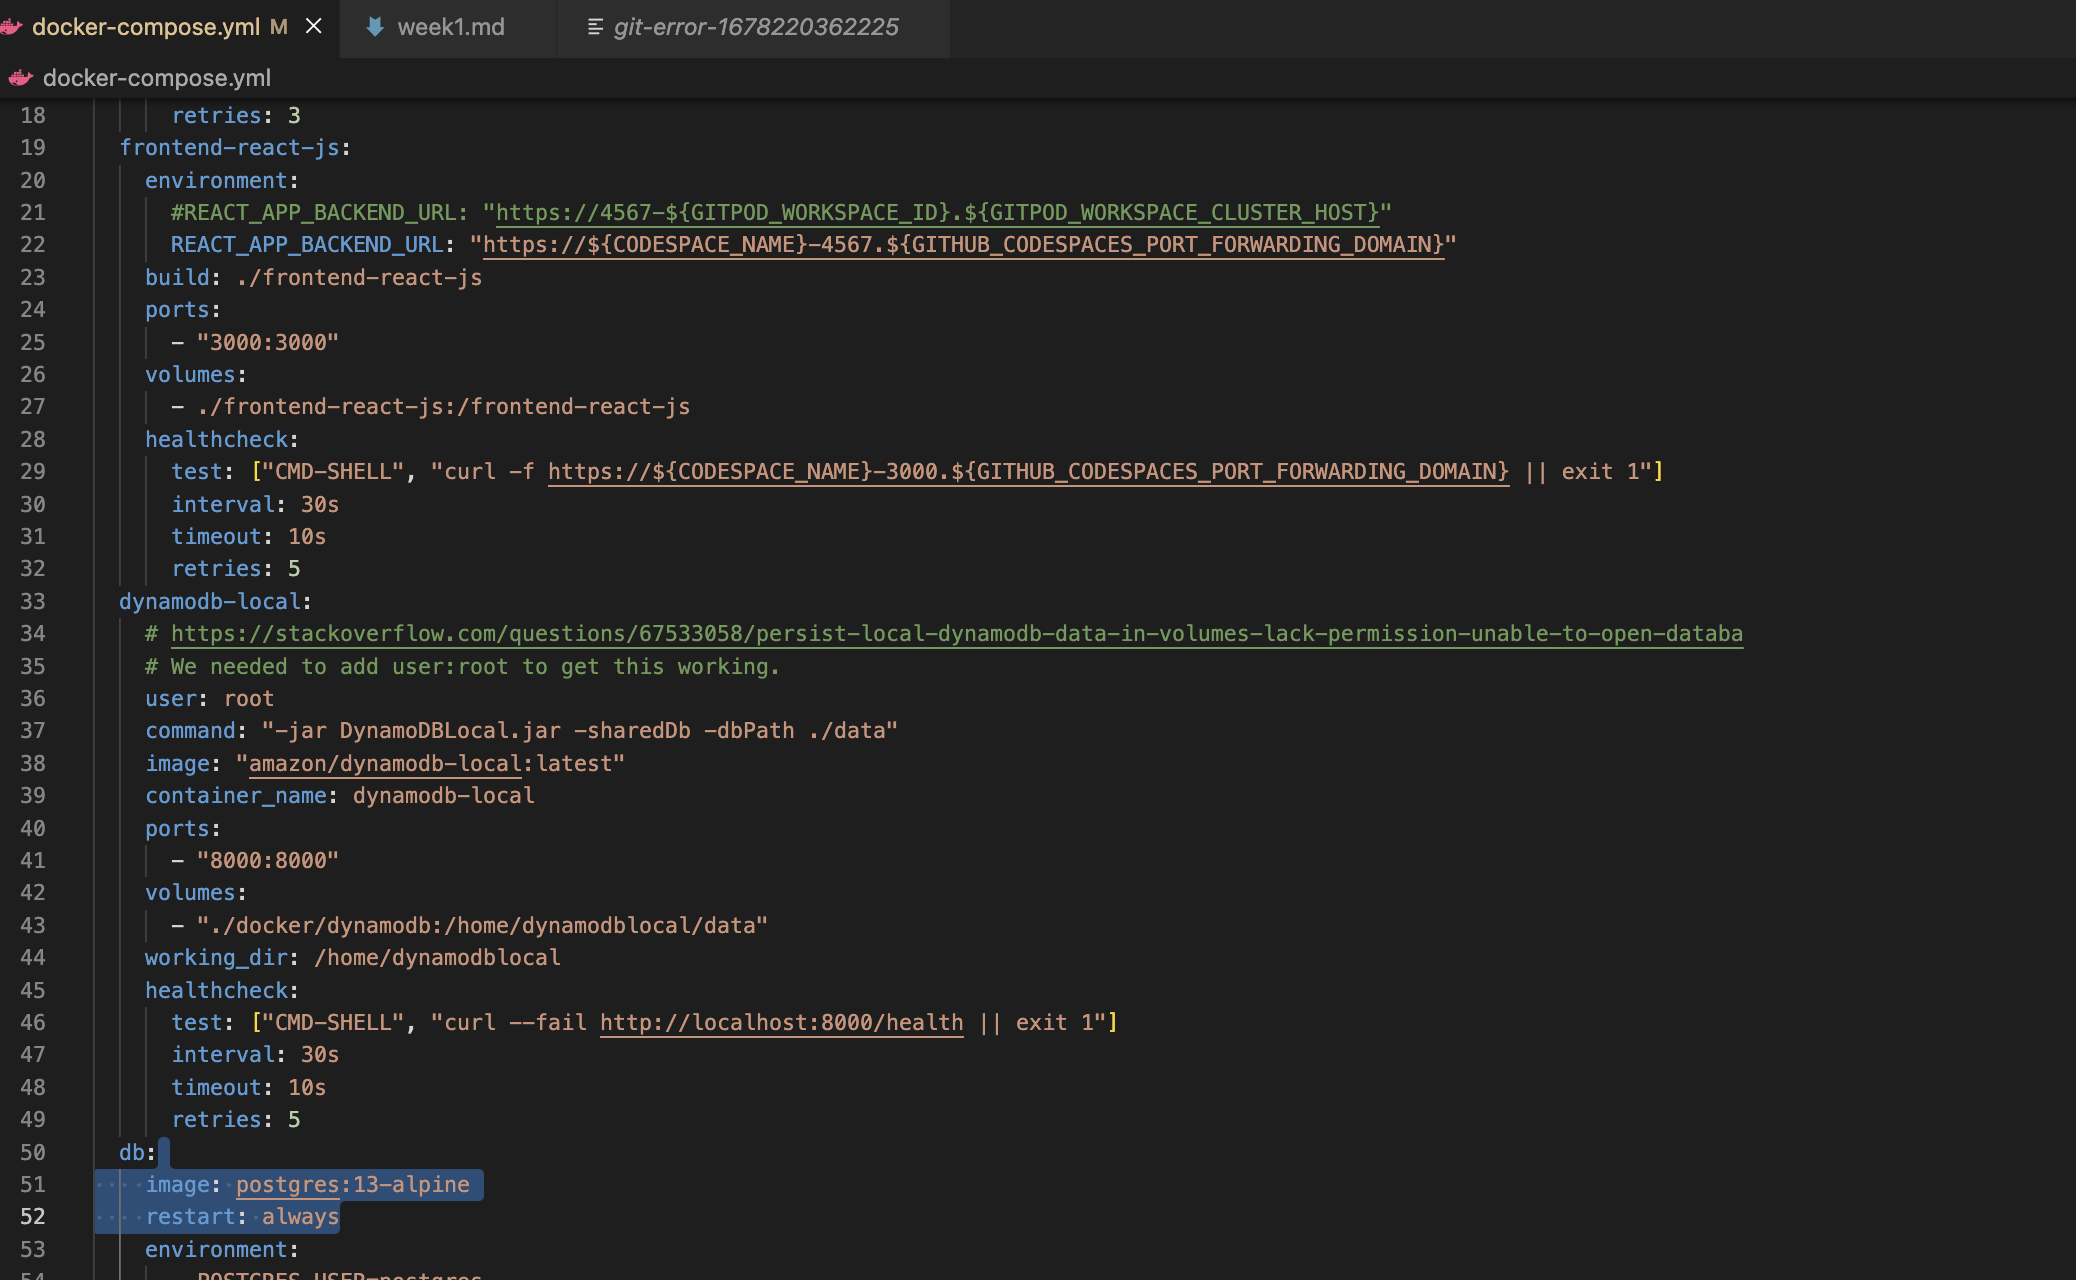 docker-compose.yml M × week1.md git-error-1678220362225
docker-compose.yml
18 retries: 3
19 frontend-react-js:
20 environment:
21 #REACT_APP_BACKEND_URL: "https://4567-${GITPOD_WORKSPACE_ID}.${GITPOD_WORKSPACE_CLUSTER_HOST}"
22 REACT_APP_BACKEND_URL: "https://${CODESPACE_NAME}-4567.${GITHUB_CODESPACES_PORT_FORWARDING_DOMAIN}"
23 build: ./frontend-react-js
24 ports:
25 - "3000:3000"
26 volumes:
27 - ./frontend-react-js:/frontend-react-js
28 healthcheck:
29 test: ["CMD-SHELL", "curl -f https://${CODESPACE_NAME}-3000.${GITHUB_CODESPACES_PORT_FORWARDING_DOMAIN} || exit 1"]
30 interval: 30s
31 timeout: 10s
32 retries: 5
33 dynamodb-local:
34 # https://stackoverflow.com/questions/67533058/persist-local-dynamodb-data-in-volumes-lack-permission-unable-to-open-databa
35 # We needed to add user:root to get this working.
36 user: root
37 command: "-jar DynamoDBLocal.jar -sharedDb -dbPath ./data"
38 image: "amazon/dynamodb-local:latest"
39 container_name: dynamodb-local
40 ports:
41 - "8000:8000"
42 volumes:
43 - "./docker/dynamodb:/home/dynamodblocal/data"
44 working_dir: /home/dynamodblocal
45 healthcheck:
46 test: ["CMD-SHELL", "curl --fail http://localhost:8000/health || exit 1"]
47 interval: 30s
48 timeout: 10s
49 retries: 5
50 db:
51 image: postgres:13-alpine
52 restart: always
53 environment:
54 POSTGRES_USER=postgres